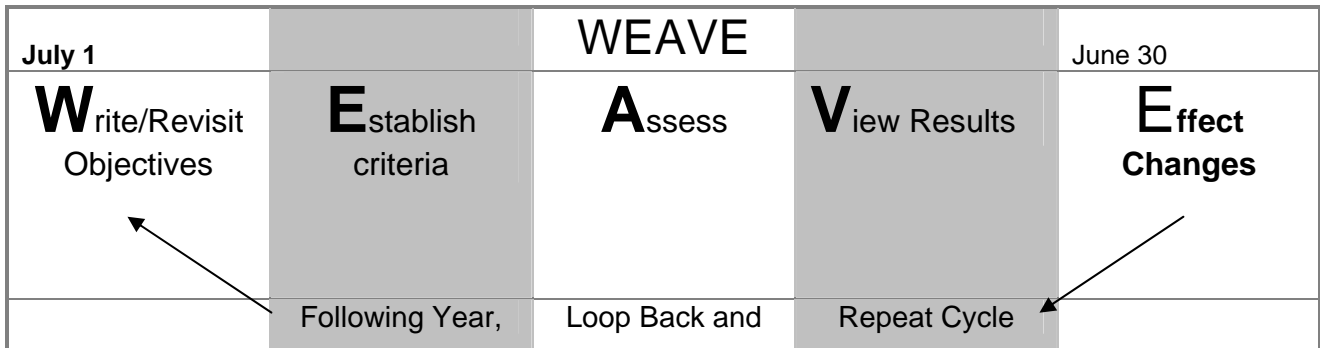 July 1
WEAVE
June 30
Write/Revisit
Objectives
Establish
criteria
Assess
View Results
Effect
Changes
Following Year,
Loop Back and
Repeat Cycle